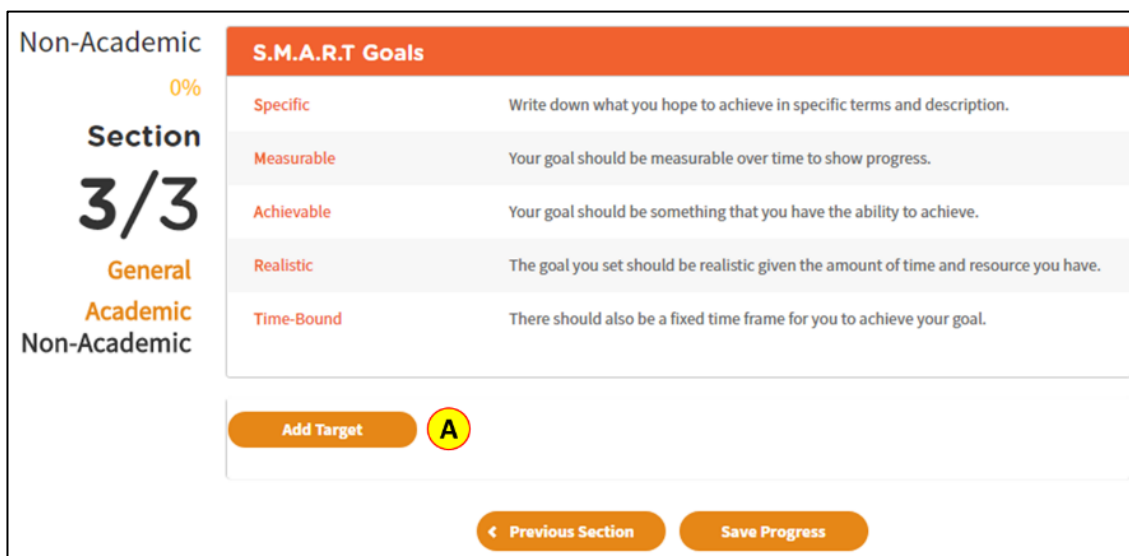 Non-Academic
0%
Section
3/3
General
Academic
Non-Academic
S.M.A.R.T Goals
Specific Write down what you hope to achieve in specific terms and description.
Measurable Your goal should be measurable over time to show progress.
Achievable Your goal should be something that you have the ability to achieve.
Realistic The goal you set should be realistic given the amount of time and resource you have.
Time-Bound There should also be a fixed time frame for you to achieve your goal.
Add Target A
Previous Section Save Progress